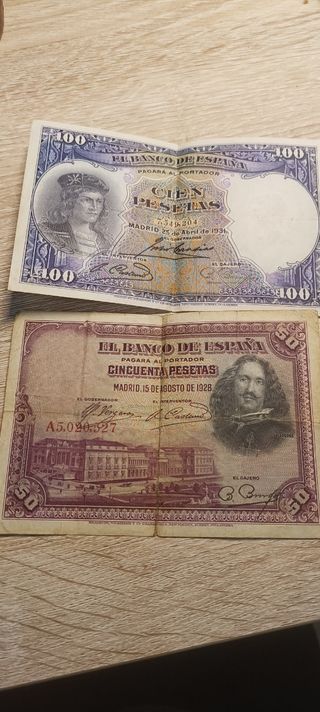 100
100
EL BANCO DE ESPAÑA
PAGARÁ AL PORTADOR
CIEN
PESETAS
MADRID 25 de Abril de 1931
100
100
EL BANCO DE ESPAÑA
50
PAGARÁ AL PORTADOR
CINCUENTA PESETAS
MADRID, 15 DE AGOSTO DE 1928
EL GOBERNADOR
EL INTERVENTOR
A5,020,527
EL CAJERO
50
50